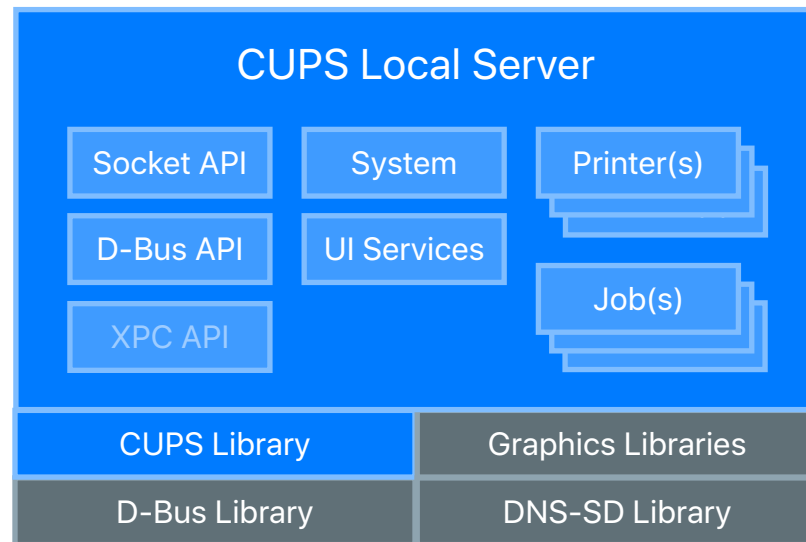 CUPS Local Server
Socket API
System
Printer(s)
D-Bus API
UI Services
Job(s)
XPC API
CUPS Library
Graphics Libraries
D-Bus Library
DNS-SD Library